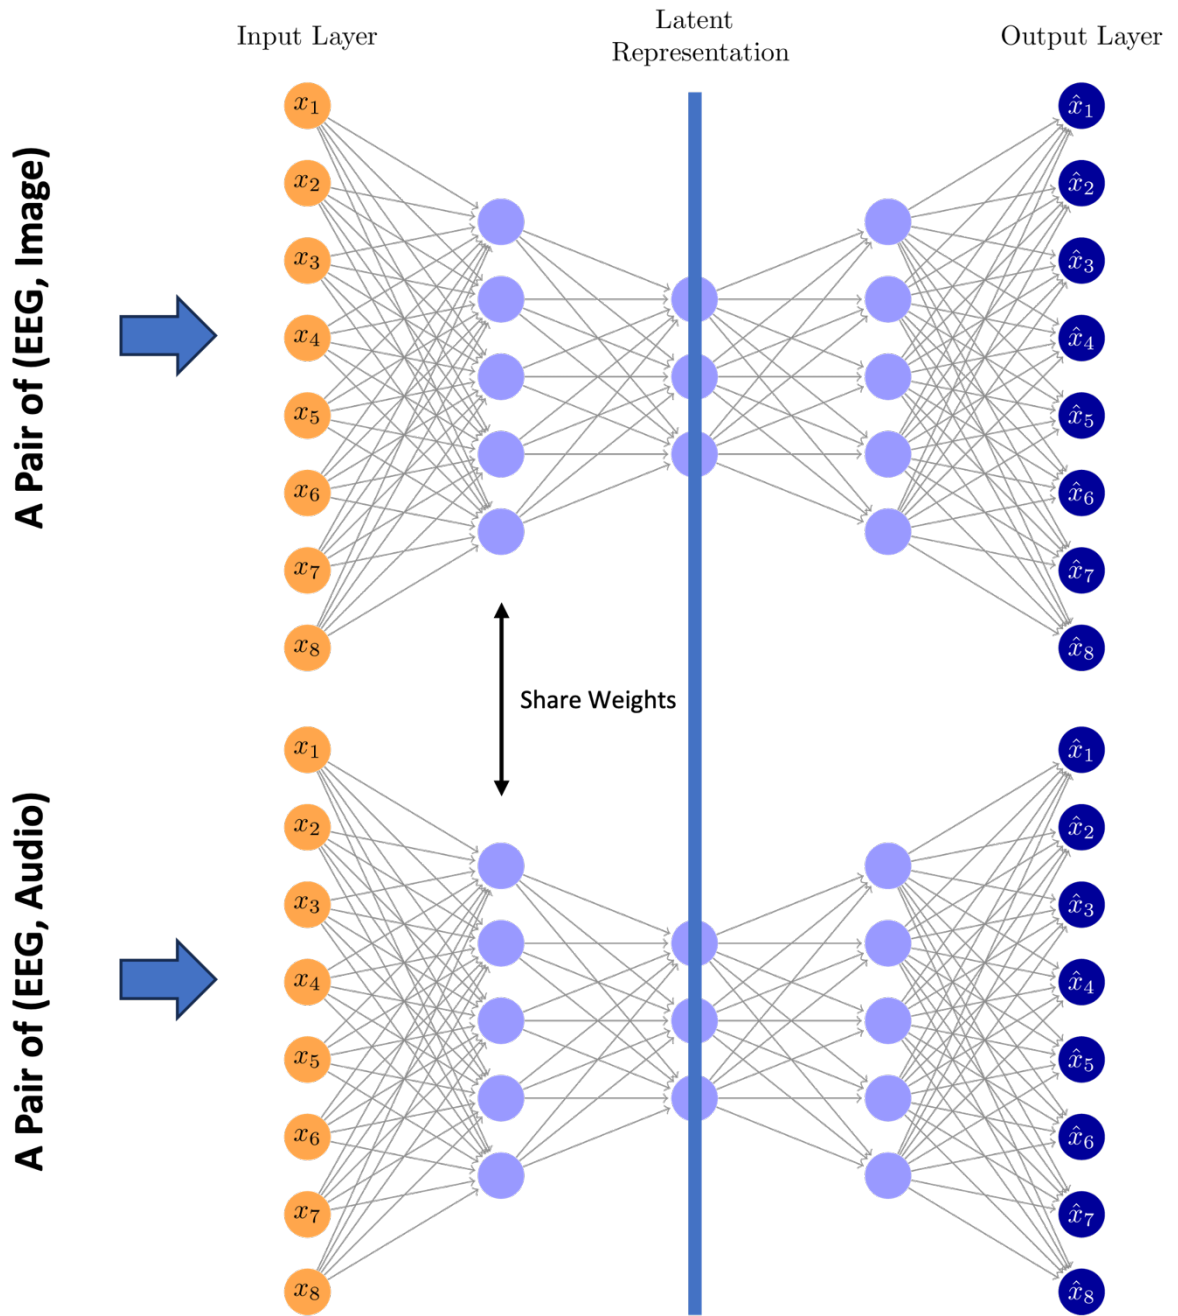 Input Layer
Latent
Representation
Output Layer
A Pair of (EEG, Image)
x₁
x₂
x₃
x₄
x₅
x₆
x₇
x₈
x̂₁
x̂₂
x̂₃
x̂₄
x̂₅
x̂₆
x̂₇
x̂₈
Share Weights
A Pair of (EEG, Audio)
x₁
x₂
x₃
x₄
x₅
x₆
x₇
x₈
x̂₁
x̂₂
x̂₃
x̂₄
x̂₅
x̂₆
x̂₇
x̂₈